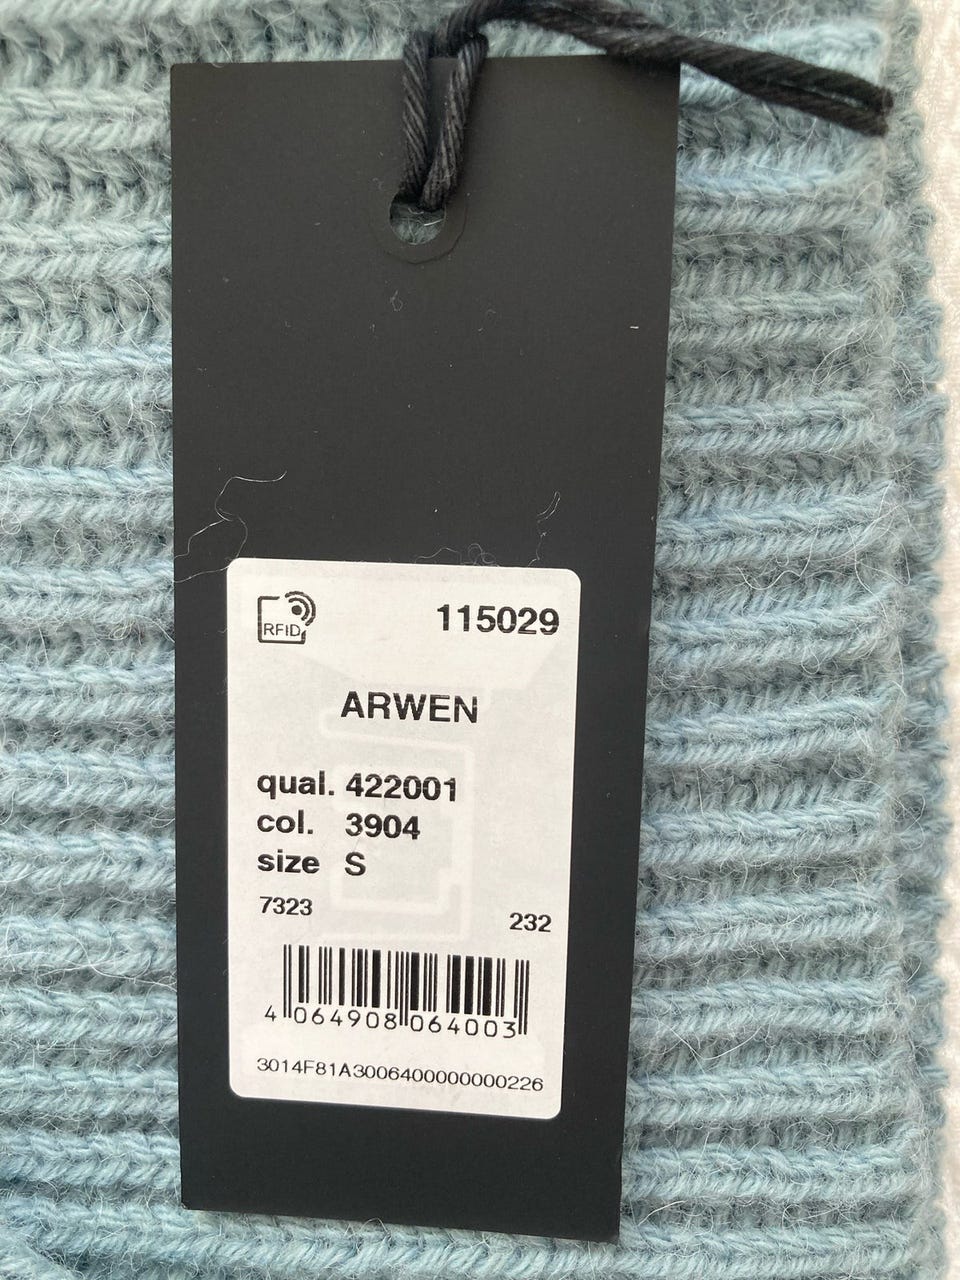 RFID
115029
ARWEN
qual. 422001
col. 3904
size S
7323
232
4 064908 064003
3014F81A3006400000000226